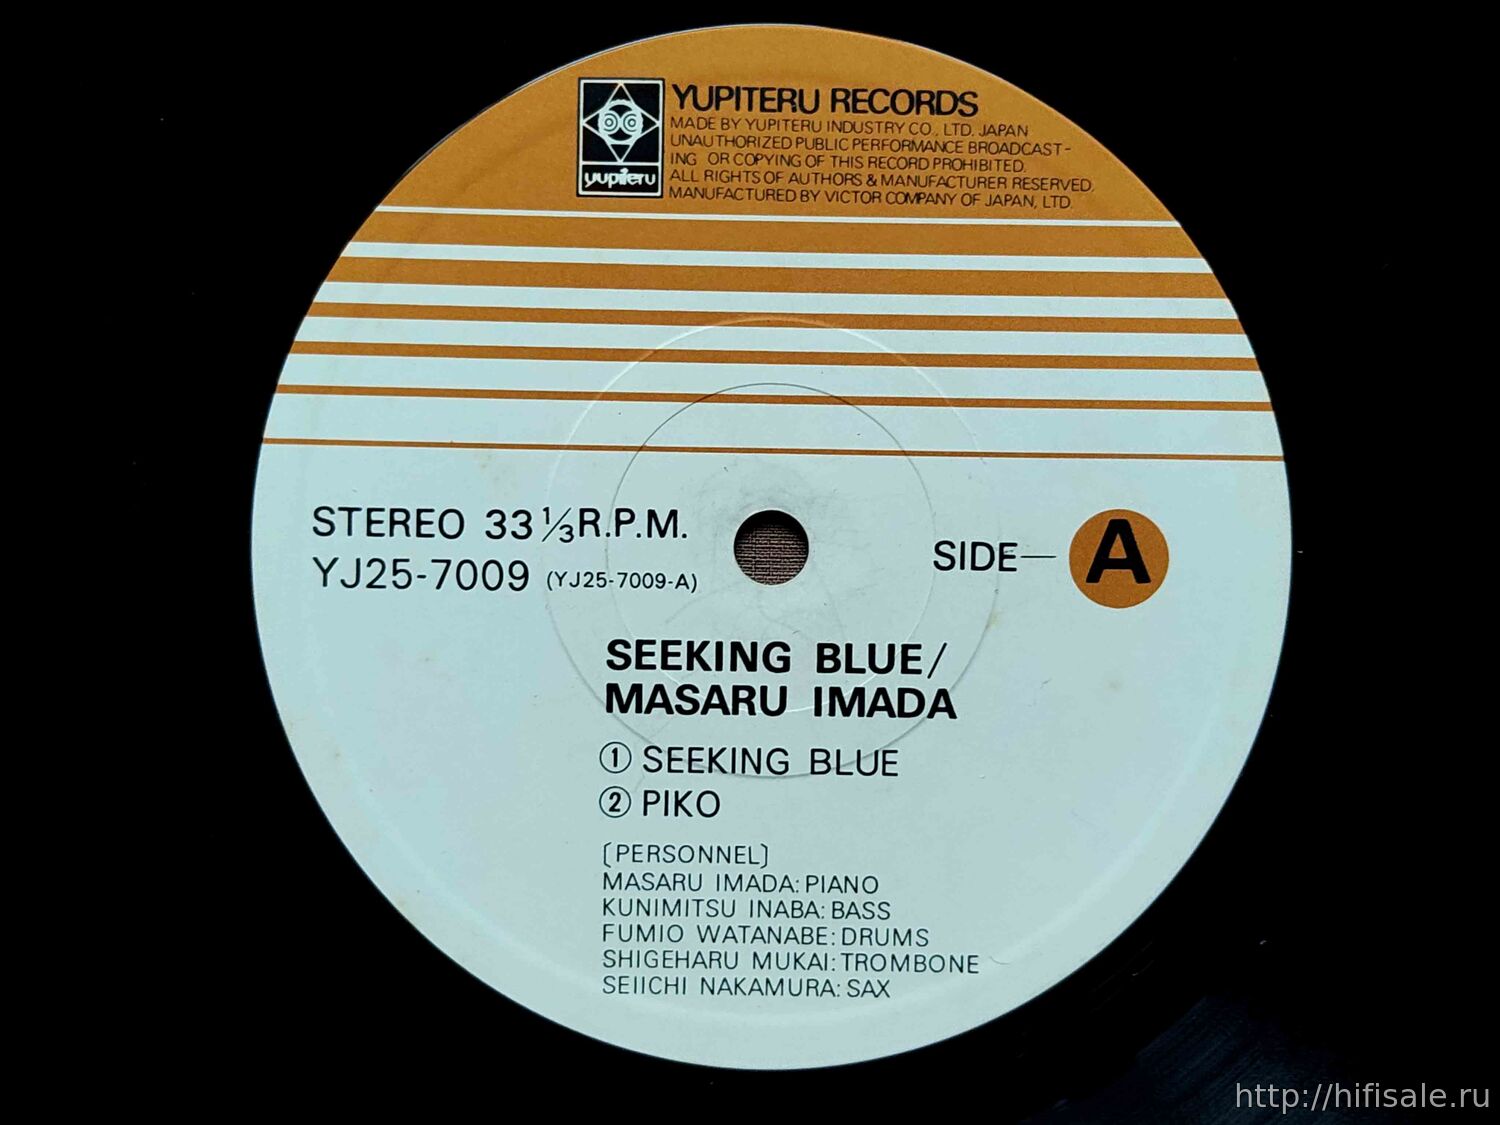 YUPITERU RECORDS
MADE BY YUPITERU INDUSTRY CO., LTD. JAPAN
UNAUTHORIZED PUBLIC PERFORMANCE BROADCAST-
ING OR COPYING OF THIS RECORD PROHIBITED.
ALL RIGHTS OF AUTHORS & MANUFACTURER RESERVED,
MANUFACTURED BY VICTOR COMPANY OF JAPAN, LTD.
yupiteru
STEREO 33 1/3 R.P.M.
YJ25-7009 (YJ25-7009-A)
SIDE—A
SEEKING BLUE/
MASARU IMADA
① SEEKING BLUE
② PIKO
[PERSONNEL]
MASARU IMADA: PIANO
KUNIMITSU INABA: BASS
FUMIO WATANABE: DRUMS
SHIGEHARU MUKAI: TROMBONE
SEIICHI NAKAMURA: SAX
http://hifisale.ru